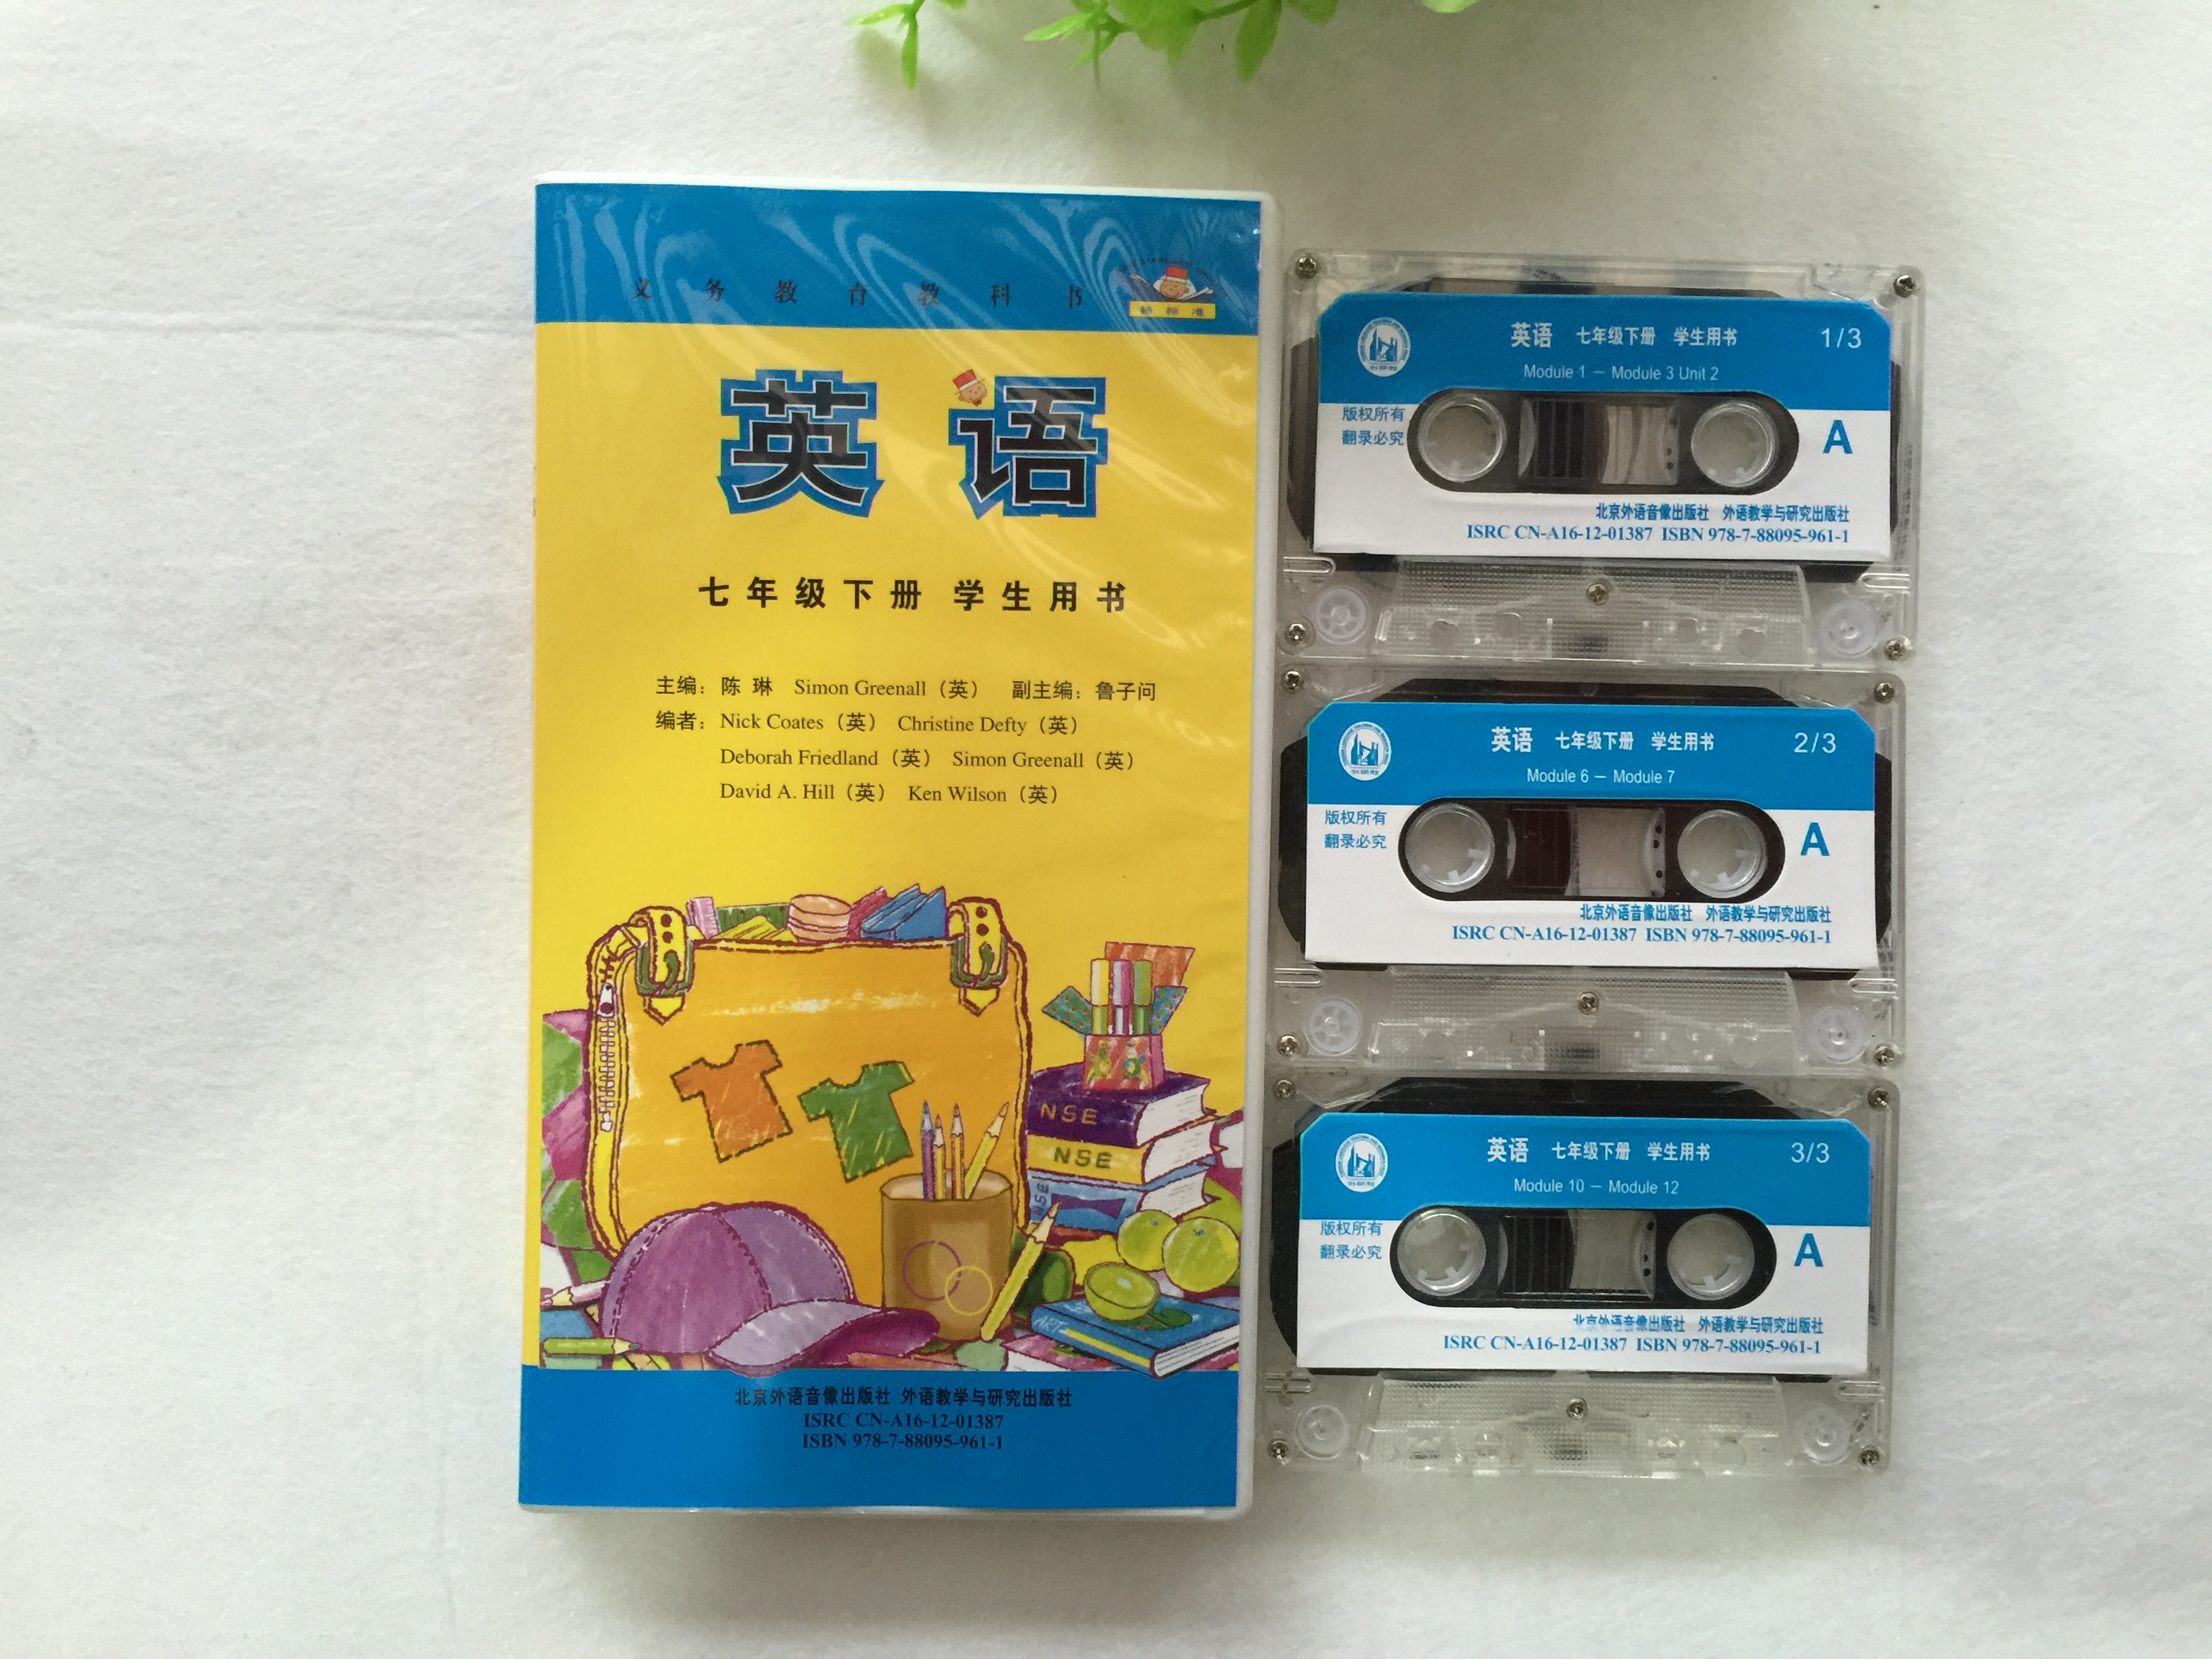 义务教育教科书
新标准
英语
七年级下册 学生用书
主编：陈 琳 Simon Greenall（英） 副主编：鲁子问
编者：Nick Coates（英） Christine Defty（英）
Deborah Friedland（英） Simon Greenall（英）
David A. Hill（英） Ken Wilson（英）
NSE
NSE
NSE
ART
北京外语音像出版社 外语教学与研究出版社
ISRC CN-A16-12-01387
ISBN 978-7-88095-961-1
英语 七年级下册 学生用书 1/3
Module 1 — Module 3 Unit 2
版权所有
翻录必究
A
北京外语音像出版社 外语教学与研究出版社
ISRC CN-A16-12-01387 ISBN 978-7-88095-961-1
英语 七年级下册 学生用书 2/3
Module 6 — Module 7
版权所有
翻录必究
A
北京外语音像出版社 外语教学与研究出版社
ISRC CN-A16-12-01387 ISBN 978-7-88095-961-1
英语 七年级下册 学生用书 3/3
Module 10 — Module 12
版权所有
翻录必究
A
北京外语音像出版社 外语教学与研究出版社
ISRC CN-A16-12-01387 ISBN 978-7-88095-961-1